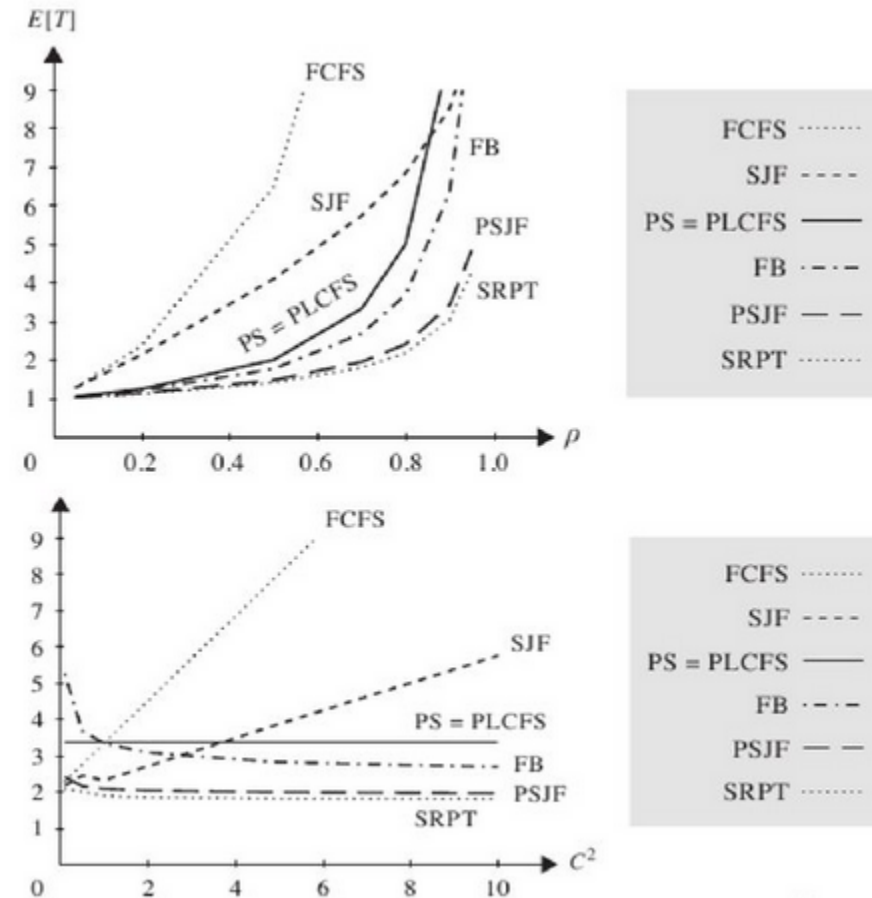 E[T]
9
8
7
6
5
4
3
2
1
0
0.2
0.4
0.6
0.8
1.0
ρ
FCFS
SJF
PS = PLCFS
FB
PSJF
SRPT
FCFS
SJF
PS = PLCFS
FB
PSJF
SRPT
9
8
7
6
5
4
3
2
1
0
2
4
6
8
10
C²
FCFS
SJF
PS = PLCFS
FB
PSJF
SRPT
FCFS
SJF
PS = PLCFS
FB
PSJF
SRPT